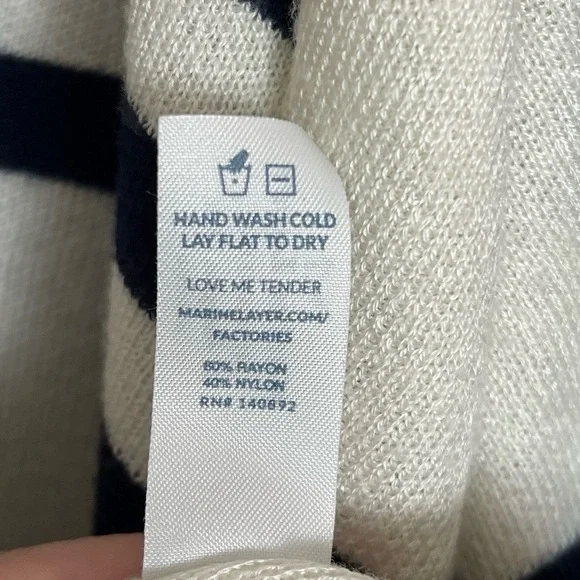 HAND WASH COLD
LAY FLAT TO DRY
LOVE ME TENDER
MARINELAYER.COM/
FACTORIES
60% RAYON
40% NYLON
RN# 140892